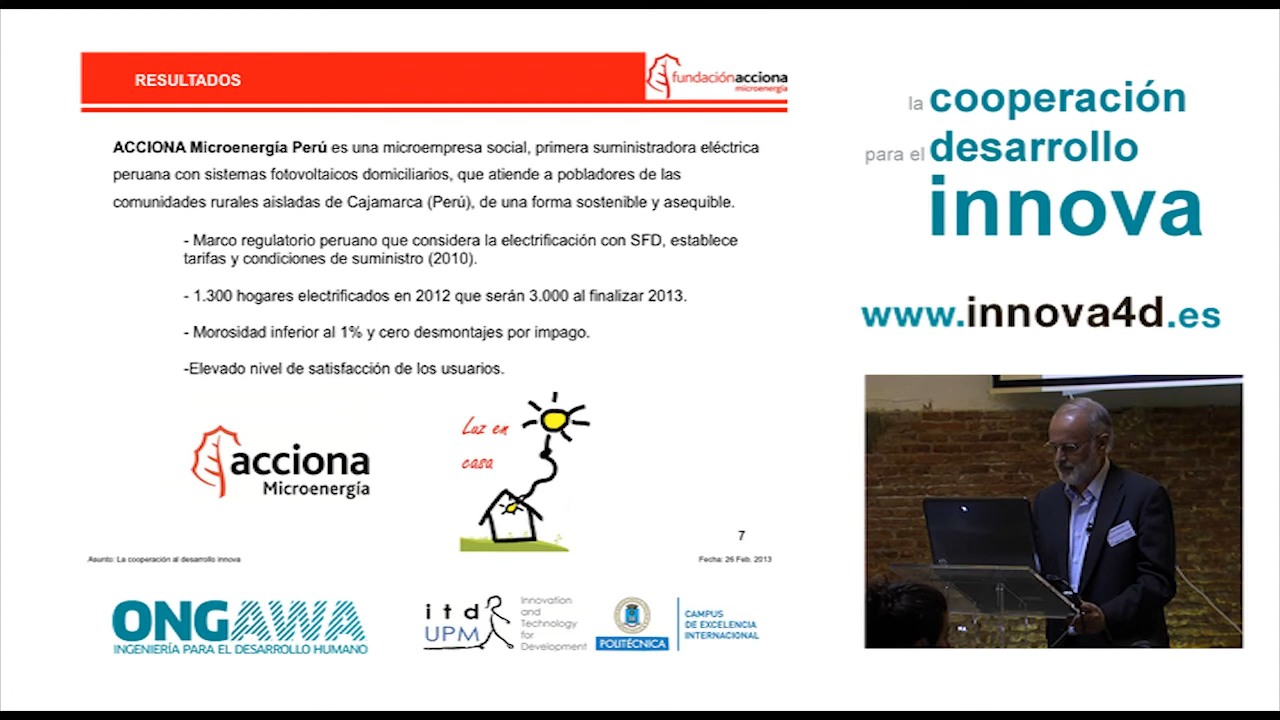 RESULTADOS
fundaciónacciona
microenergía
ACCIONA Microenergía Perú es una microempresa social, primera suministradora eléctrica
peruana con sistemas fotovoltaicos domiciliarios, que atiende a pobladores de las
comunidades rurales aisladas de Cajamarca (Perú), de una forma sostenible y asequible.
- Marco regulatorio peruano que considera la electrificación con SFD, establece
tarifas y condiciones de suministro (2010).
- 1.300 hogares electrificados en 2012 que serán 3.000 al finalizar 2013.
- Morosidad inferior al 1% y cero desmontajes por impago.
-Elevado nivel de satisfacción de los usuarios.
acciona
Microenergía
Luz en
casa
7
Asunto: La cooperación al desarrollo innova
Fecha: 26 Feb. 2013
ONGAWA
INGENIERÍA PARA EL DESARROLLO HUMANO
itd
UPM
Innovation
and
Technology
for
Development
POLITÉCNICA
CAMPUS
DE EXCELENCIA
INTERNACIONAL
la cooperación
para el desarrollo
innova
www.innova4d.es